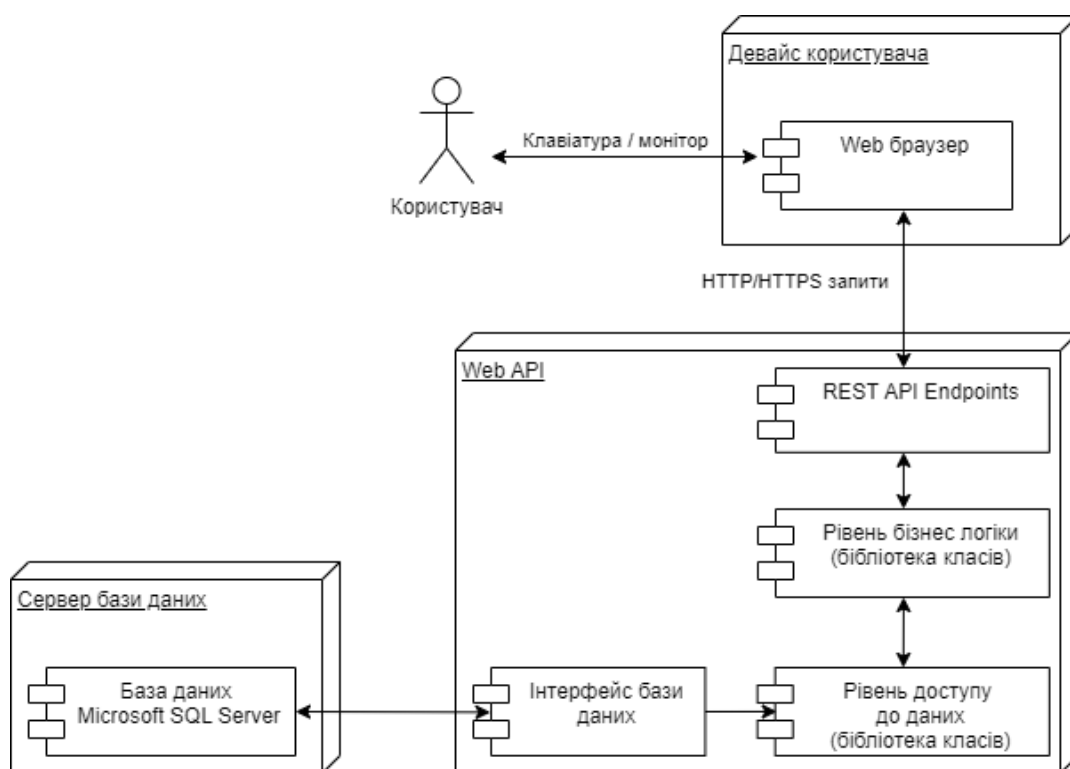 Девайс користувача
Клавіатура / монітор
Web браузер
Користувач
HTTP/HTTPS запити
Web API
REST API Endpoints
Рівень бізнес логіки
(бібліотека класів)
Сервер бази даних
База даних
Microsoft SQL Server
Інтерфейс бази
даних
Рівень доступу
до даних
(бібліотека класів)